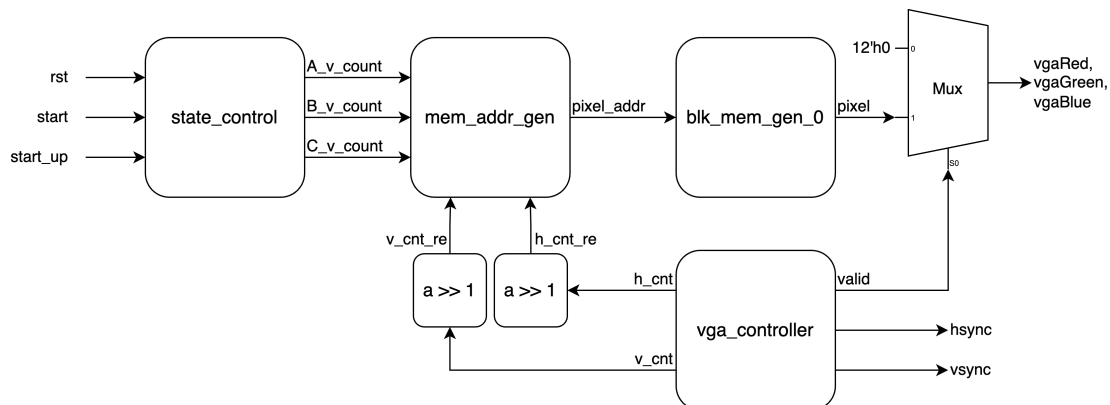 rst
start
start_up
state_control
A_v_count
B_v_count
C_v_count
mem_addr_gen
pixel_addr
blk_mem_gen_0
pixel
12'h0
0
1
Mux
S0
vgaRed,
vgaGreen,
vgaBlue
v_cnt_re
h_cnt_re
a >> 1
a >> 1
h_cnt
v_cnt
vga_controller
valid
hsync
vsync